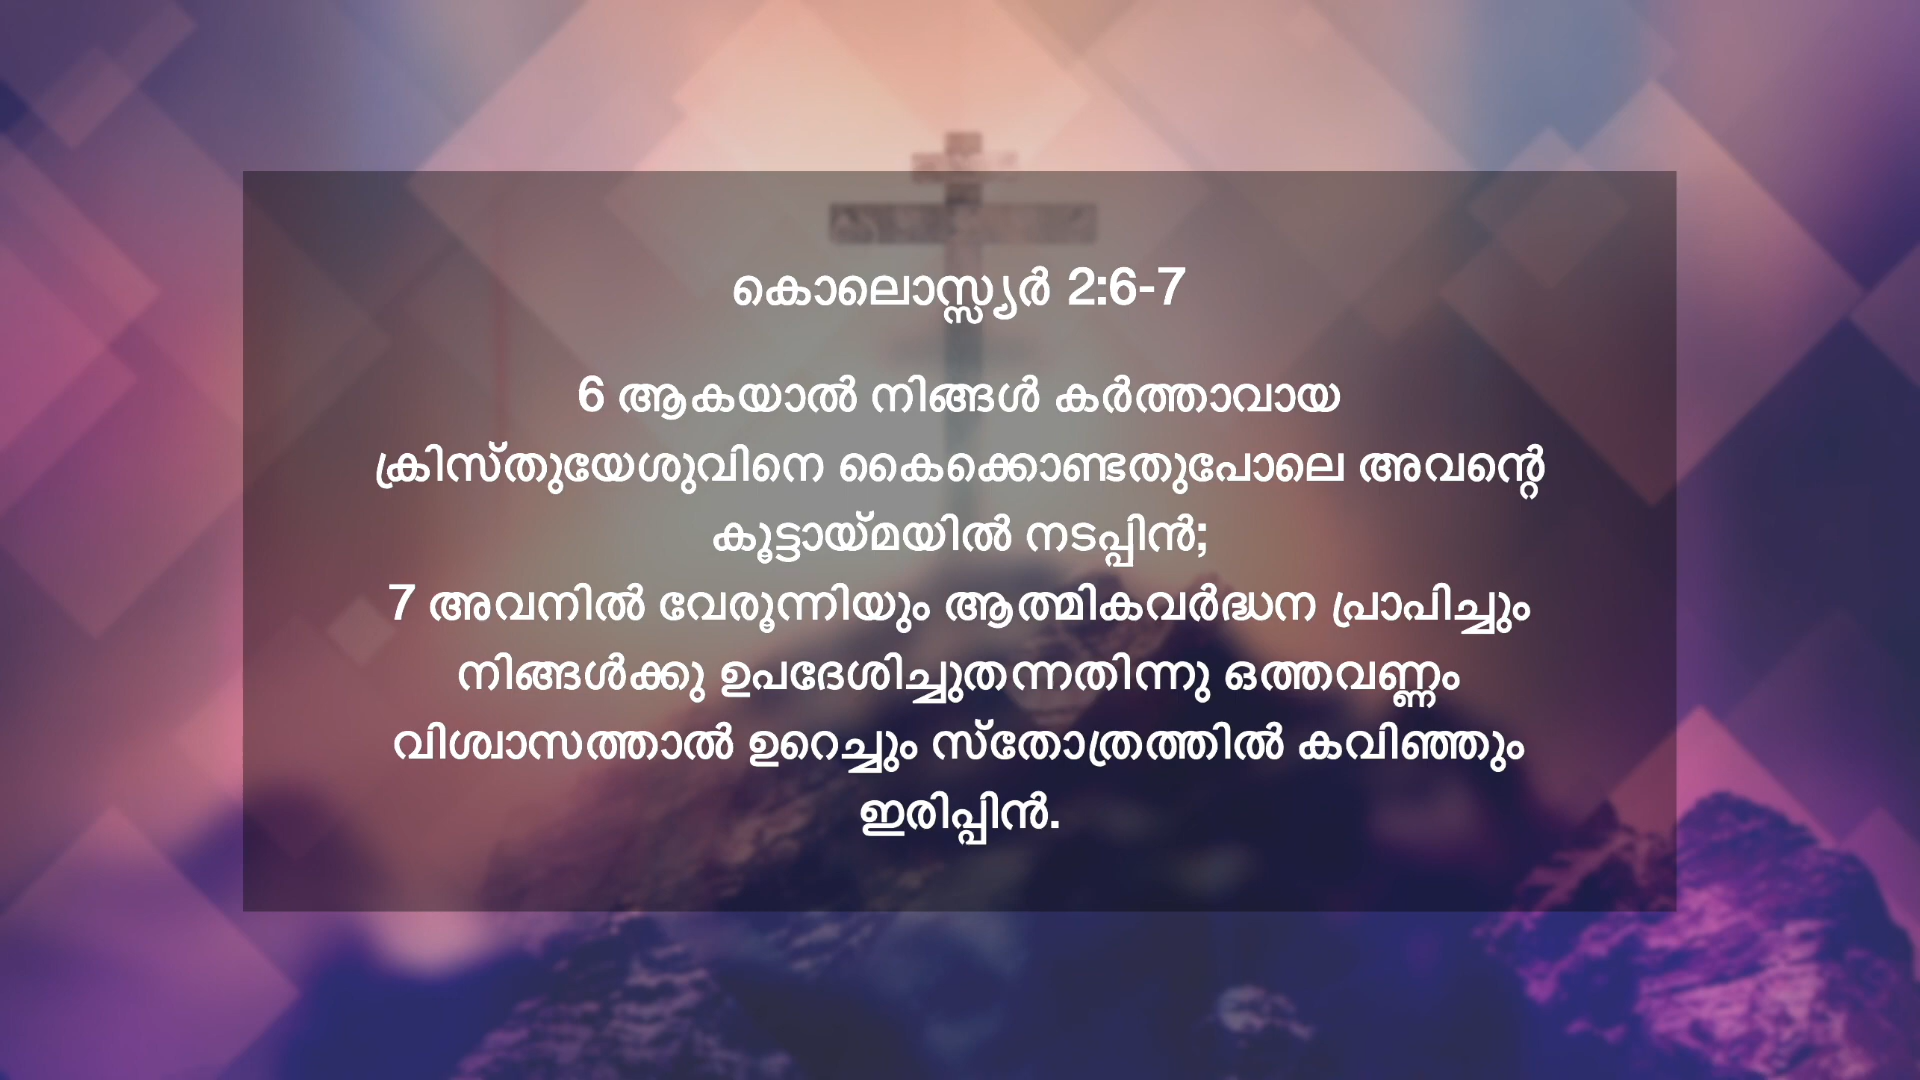 കൊലൊസ്സ്യർ 2:6-7
6 ആകയാൽ നിങ്ങൾ കർത്താവായ
ക്രിസ്തുയേശുവിനെ കൈക്കൊണ്ടതുപോലെ അവന്റെ
കൂട്ടായ്മയിൽ നടപ്പിൻ;
7 അവനിൽ വേരൂന്നിയും ആത്മികവർദ്ധന പ്രാപിച്ചും
നിങ്ങൾക്കു ഉപദേശിച്ചുതന്നതിന്നു ഒത്തവണ്ണം
വിശ്വാസത്താൽ ഉറെച്ചും സ്തോത്രത്തിൽ കവിഞ്ഞും
ഇരിപ്പിൻ.